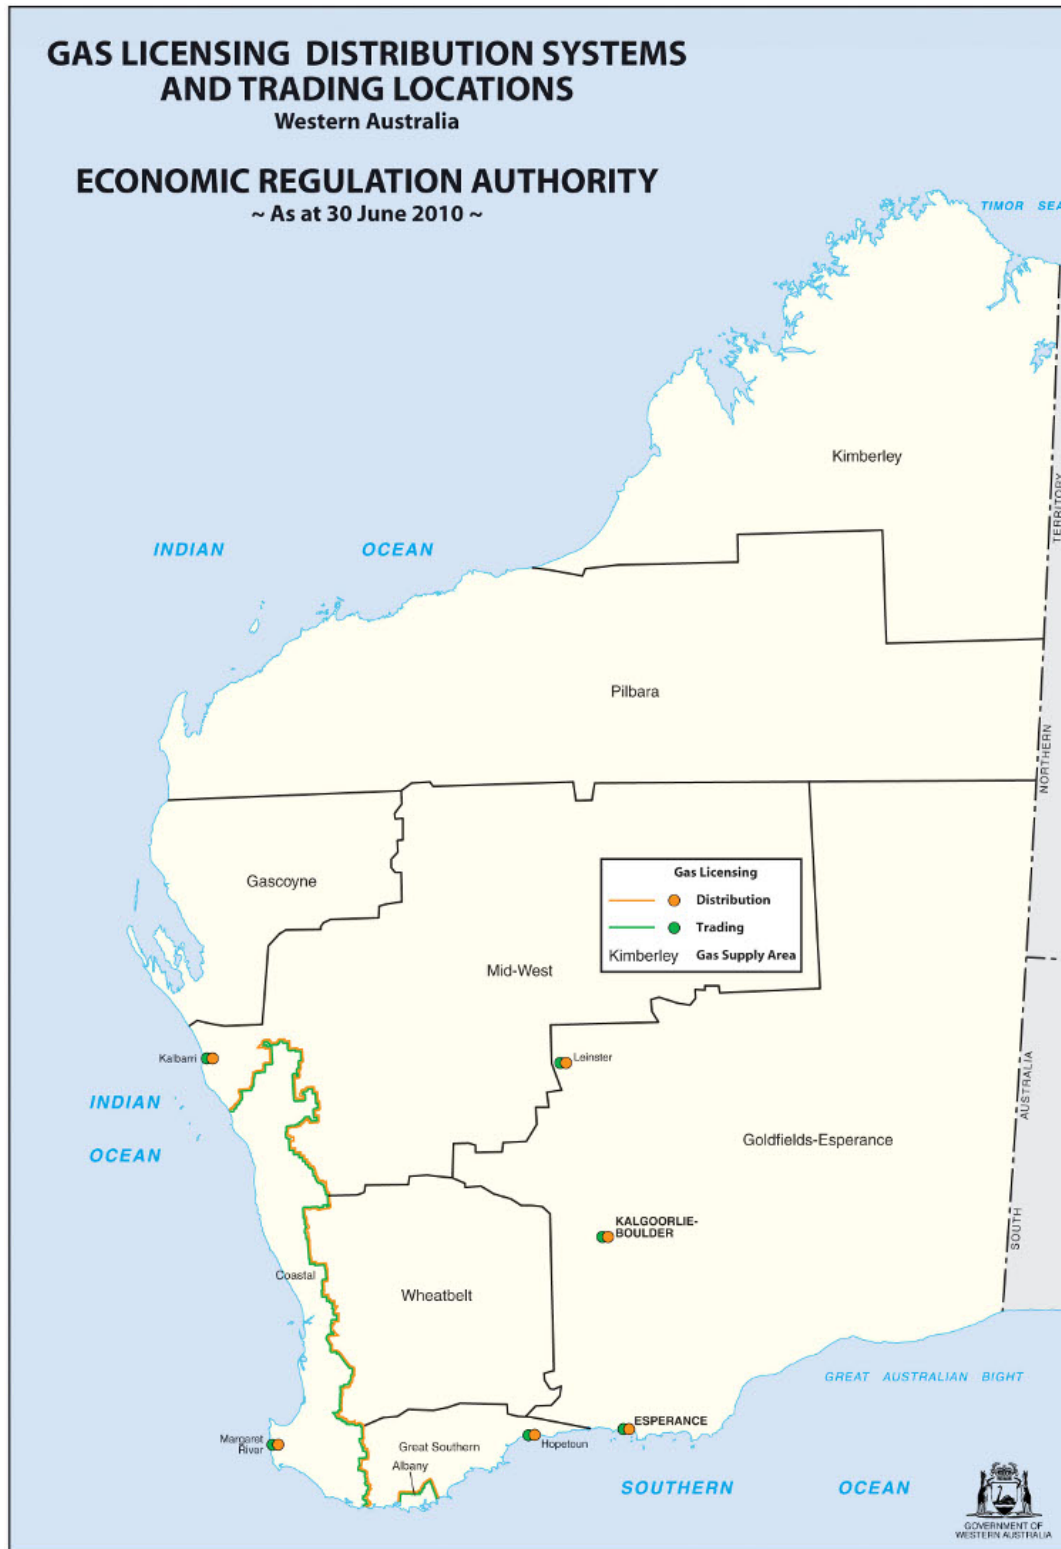 GAS LICENSING DISTRIBUTION SYSTEMS
AND TRADING LOCATIONS
Western Australia
ECONOMIC REGULATION AUTHORITY
~ As at 30 June 2010 ~
TIMOR SEA
Kimberley
TERRITORY
INDIAN OCEAN
Pilbara
NORTHERN
Gascoyne
Gas Licensing
Distribution
Trading
Kimberley Gas Supply Area
Mid-West
Kalbarri
Leinster
INDIAN
OCEAN
AUSTRALIA
Goldfields-Esperance
SOUTH
KALGOORLIE-
BOULDER
Coastal
Wheatbelt
GREAT AUSTRALIAN BIGHT
ESPERANCE
Margaret
River
Great Southern
Hopetoun
Albany
SOUTHERN OCEAN
GOVERNMENT OF
WESTERN AUSTRALIA